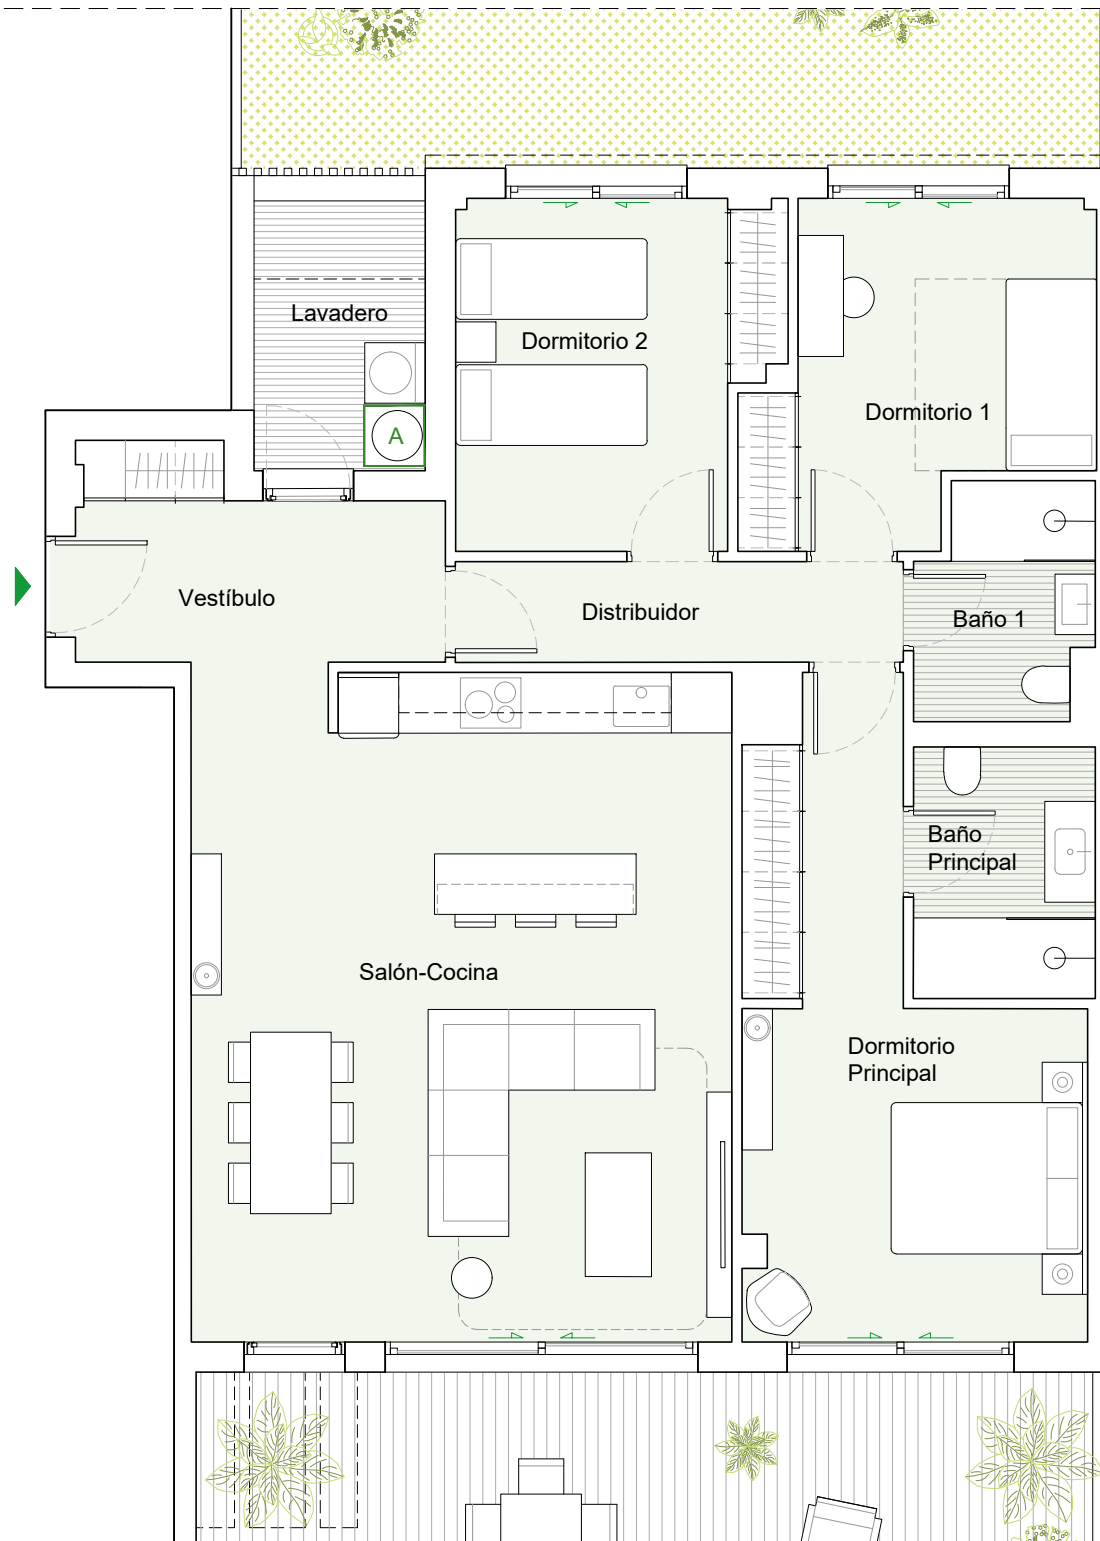 Lavadero
Dormitorio 2
A
Dormitorio 1
Vestíbulo
Distribuidor
Baño 1
Baño
Principal
Salón-Cocina
Dormitorio
Principal